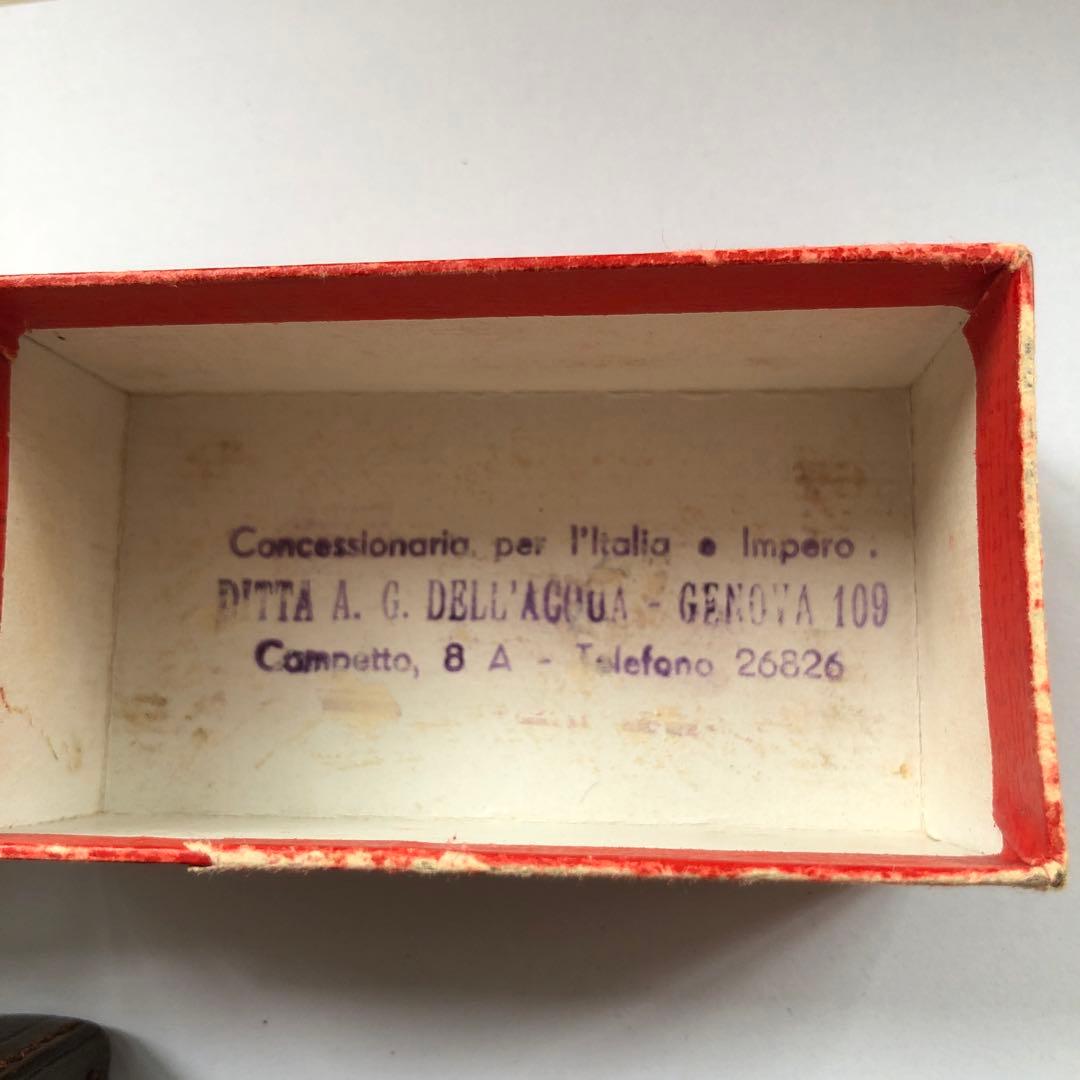 Concessionaria per l'Italia e Impero.
DITTA A. G. DELL'ACQUA - GENOVA 109
Campetto, 8 A - Telefono 26826